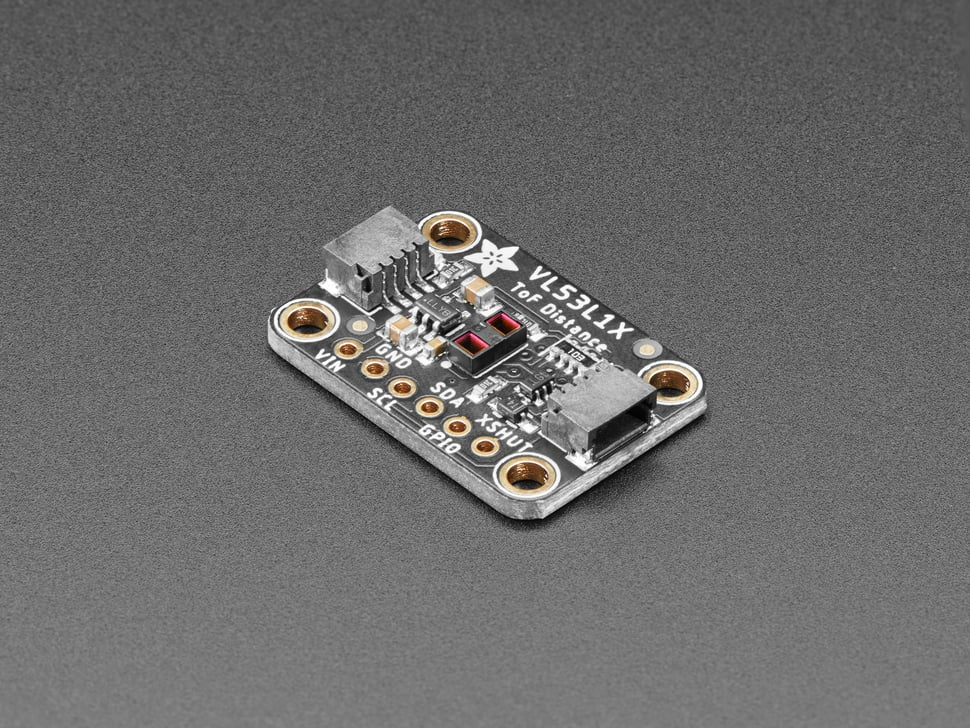 VL53L1X
ToF Distance
VIN
GND
SCL
SDA
GPIO
XSHUT